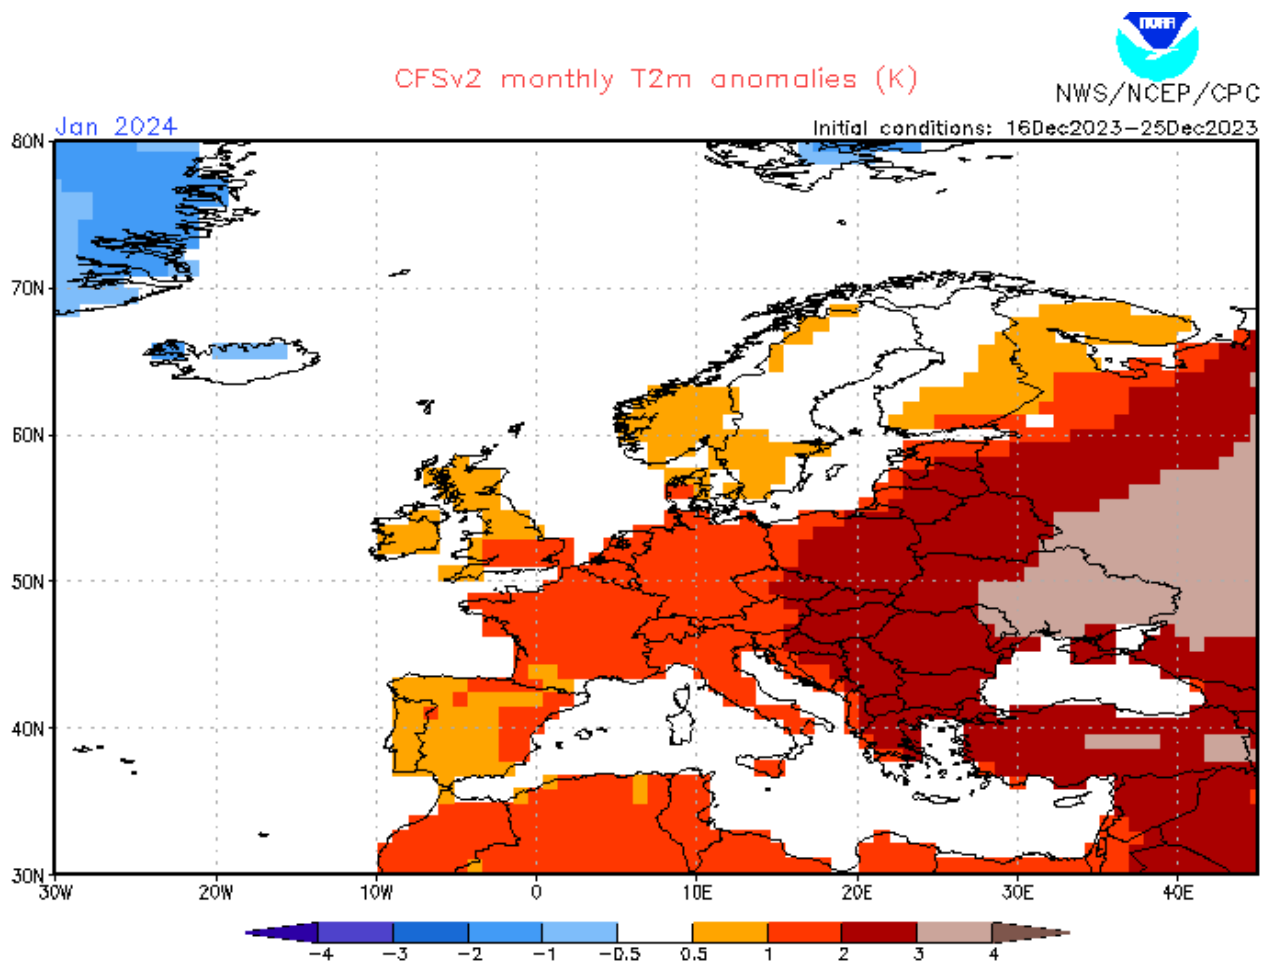 NOAA
CFSv2 monthly T2m anomalies (K)
NWS/NCEP/CPC
Jan 2024
Initial conditions: 16Dec2023–25Dec2023
80N
70N
60N
50N
40N
30N
30W 20W 10W 0 10E 20E 30E 40E
−4 −3 −2 −1 −0.5 0.5 1 2 3 4